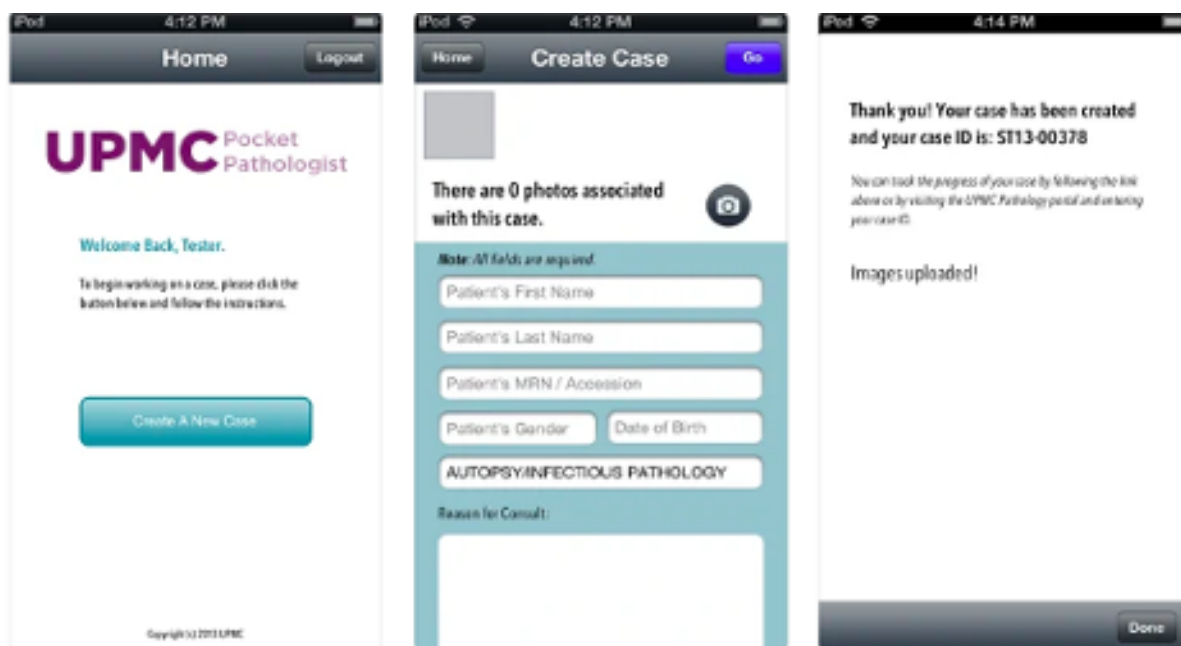 iPod
4:12 PM
Home
Logout
UPMC Pocket
Pathologist
Welcome Back, Tester.
To begin working on a case, please click the
button below and follow the instructions.
Create A New Case
Copyright (c) 2013 UPMC
iPod
4:12 PM
Home
Create Case
Go
There are 0 photos associated
with this case.
Note: All fields are required.
Patient's First Name
Patient's Last Name
Patient's MRN / Accession
Patient's Gender
Date of Birth
AUTOPSY/INFECTIOUS PATHOLOGY
Reason for Consult:
iPod
4:14 PM
Thank you! Your case has been created
and your case ID is: ST13-00378
You can track the progress of your case by following the link
above or by visiting the UPMC Pathology portal and entering
your case ID.
Images uploaded!
Done